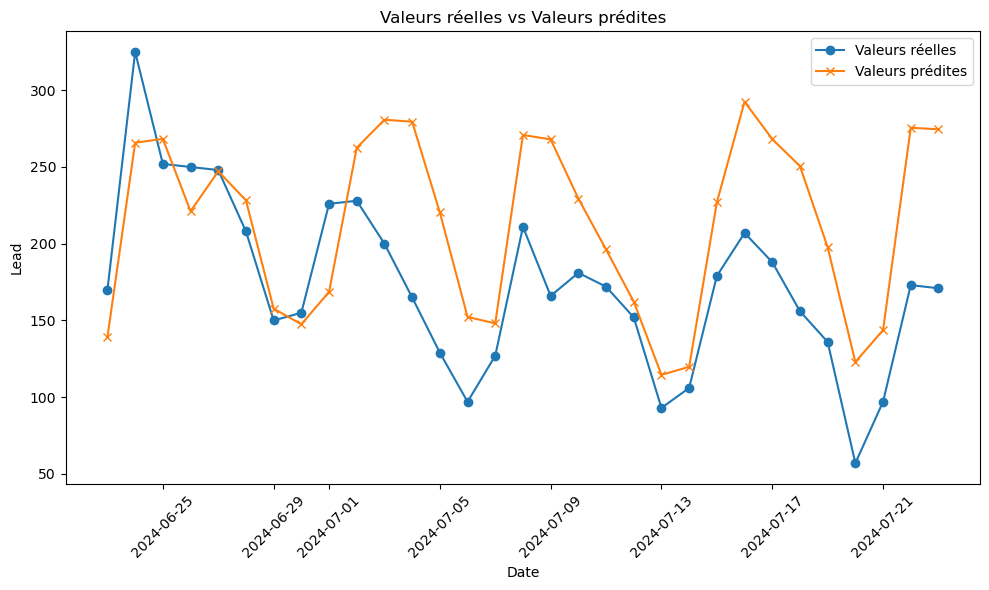 Valeurs réelles vs Valeurs prédites
Valeurs réelles
Valeurs prédites
Lead
300
250
200
150
100
50
2024-06-25
2024-06-29
2024-07-01
2024-07-05
2024-07-09
2024-07-13
2024-07-17
2024-07-21
Date